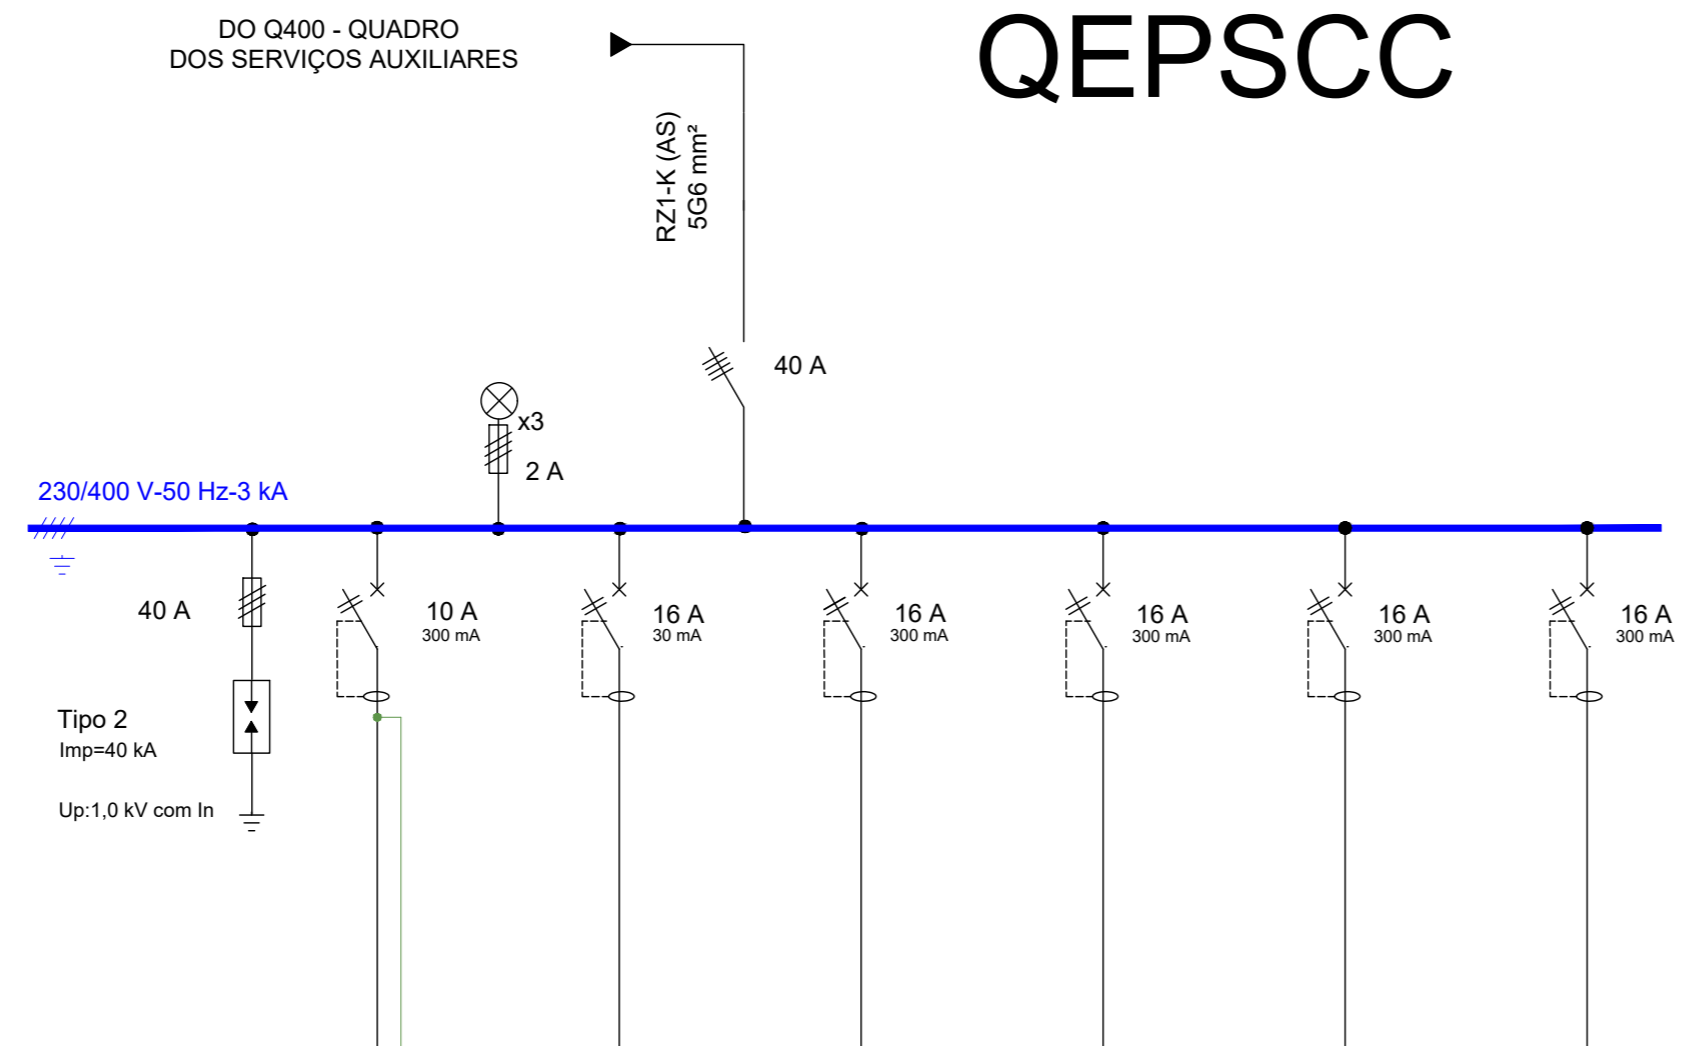 DO Q400 - QUADRO
DOS SERVIÇOS AUXILIARES
QEPSCC
RZ1-K (AS)
5G6 mm²
40 A
x3
2 A
230/400 V-50 Hz-3 kA
40 A
10 A
300 mA
16 A
30 mA
16 A
300 mA
16 A
300 mA
16 A
300 mA
16 A
300 mA
Tipo 2
Imp=40 kA
Up:1,0 kV com In